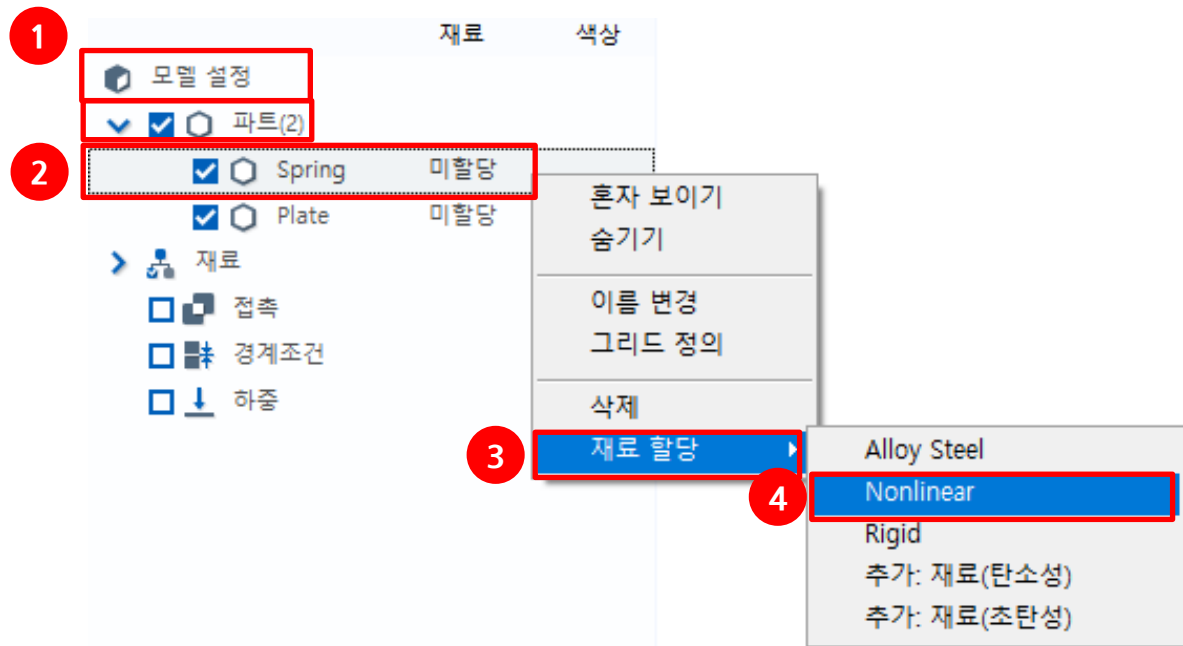 재료 색상
1
모델 설정
파트(2)
2
Spring 미할당
Plate 미할당
재료
접촉
경계조건
하중
혼자 보이기
숨기기
이름 변경
그리드 정의
삭제
3
재료 할당
4
Alloy Steel
Nonlinear
Rigid
추가: 재료(탄소성)
추가: 재료(초탄성)